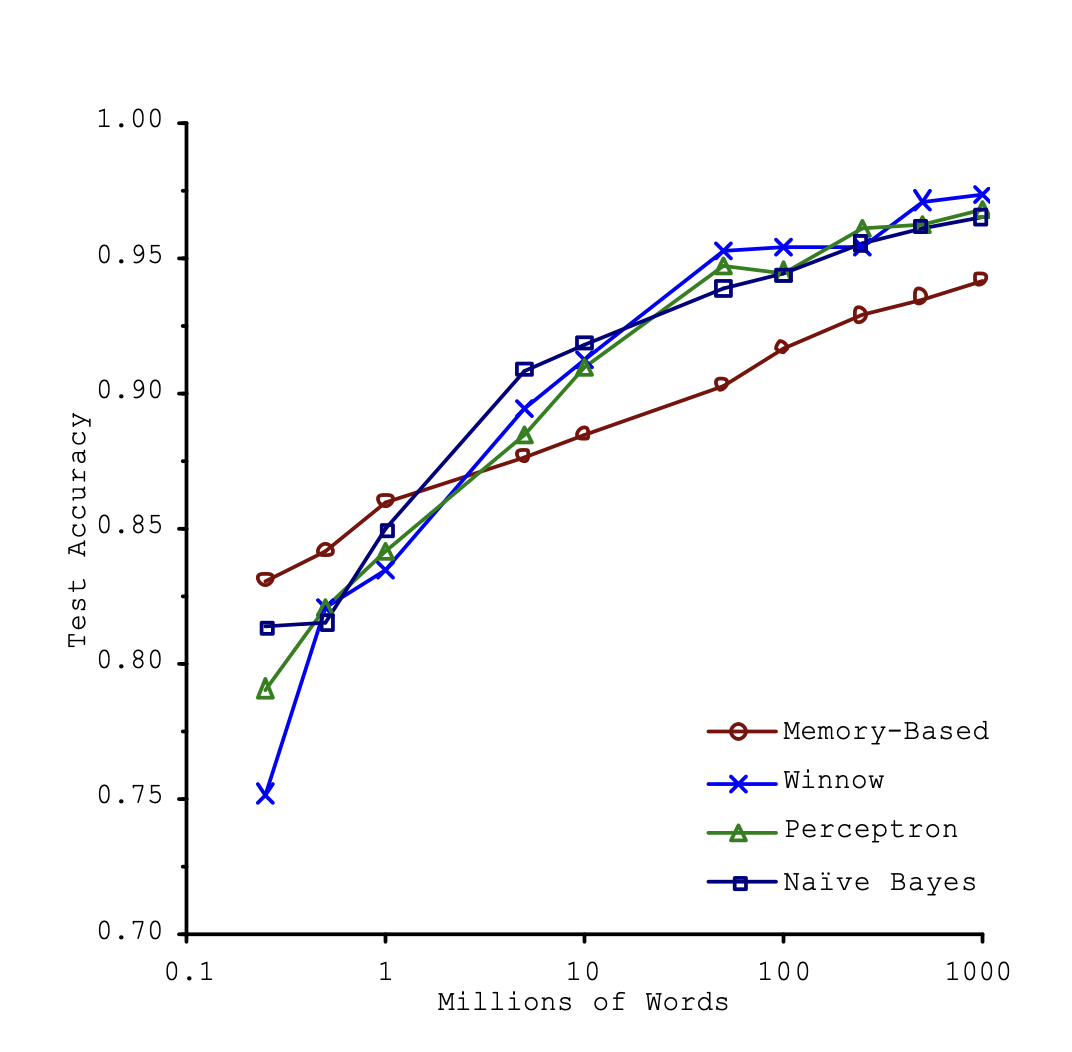 1.00
0.95
0.90
0.85
0.80
0.75
0.70
Test Accuracy
0.1
1
10
100
1000
Millions of Words
Memory-Based
Winnow
Perceptron
Naïve Bayes